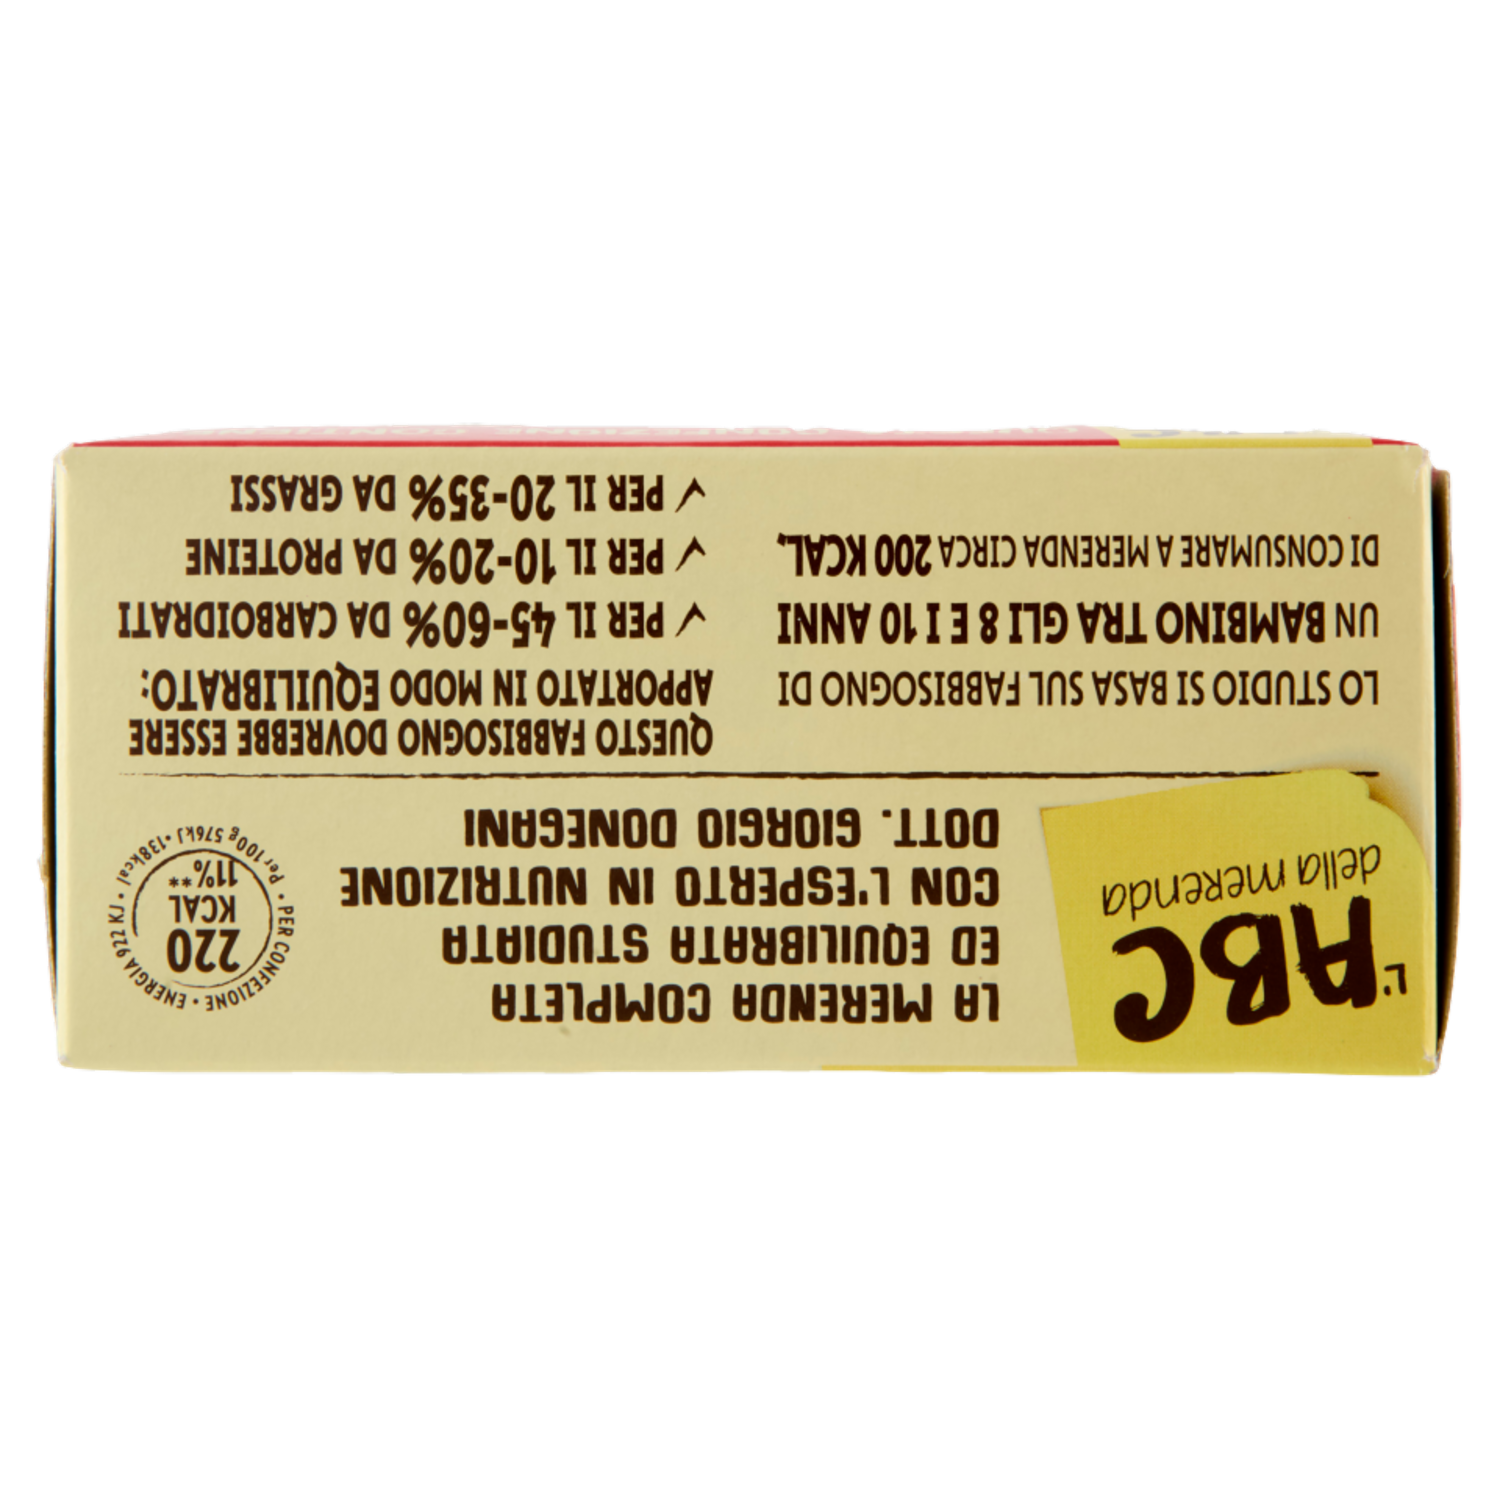 L'ABC
della merenda
LA MERENDA COMPLETA
ED EQUILIBRATA STUDIATA
CON L'ESPERTO IN NUTRIZIONE
DOTT. GIORGIO DONEGANI
PER CONFEZIONE • ENERGIA 922 KJ • 138kcal • Per 100g 576kJ •
220
KCAL
11%**
LO STUDIO SI BASA SUL FABBISOGNO DI
UN BAMBINO TRA GLI 8 E I 10 ANNI
DI CONSUMARE A MERENDA CIRCA 200 KCAL.
QUESTO FABBISOGNO DOVREBBE ESSERE
APPORTATO IN MODO EQUILIBRATO:
✓ PER IL 45-60% DA CARBOIDRATI
✓ PER IL 10-20% DA PROTEINE
✓ PER IL 20-35% DA GRASSI